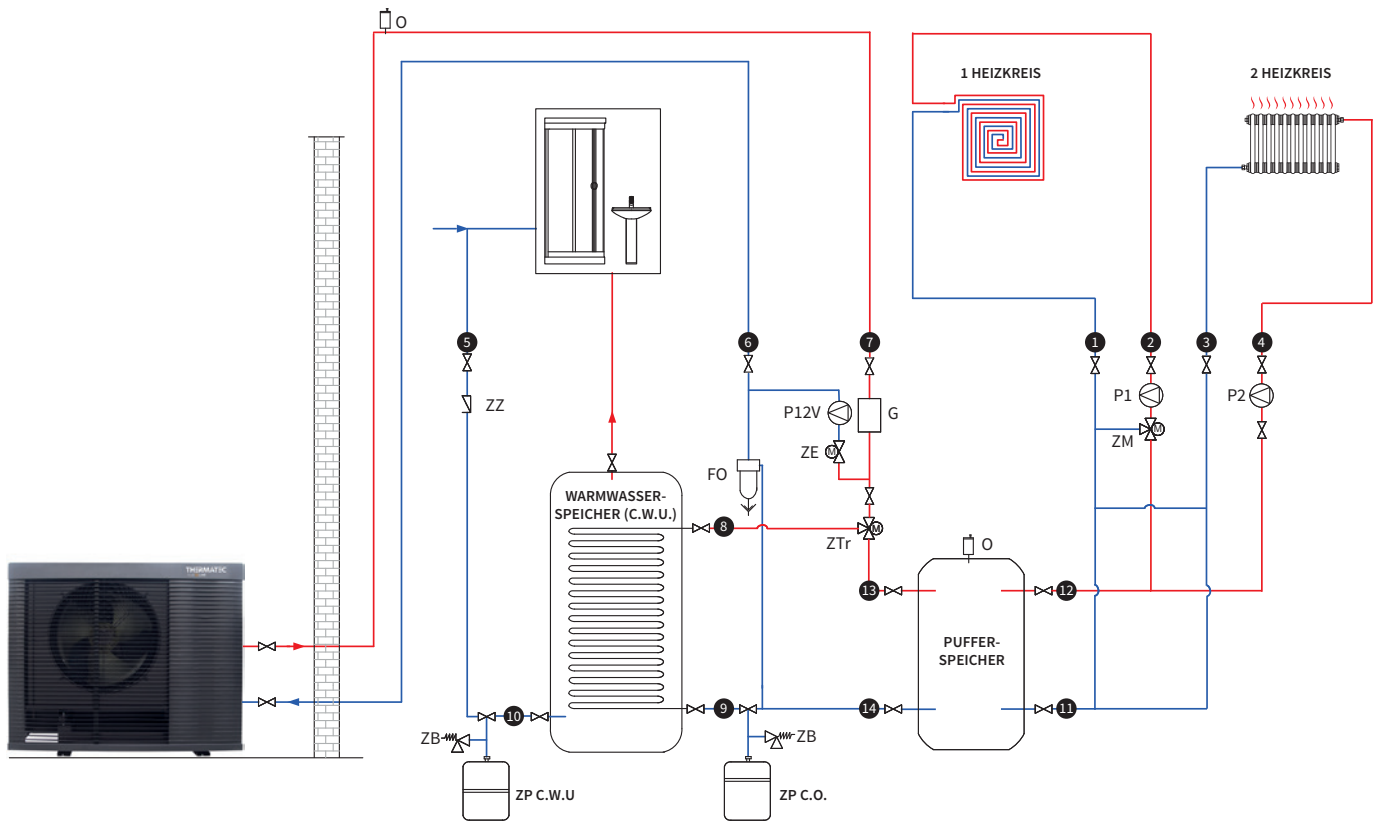 O
1 HEIZKREIS
2 HEIZKREIS
5
6
7
1
2
3
4
ZZ
P12V
G
P1
P2
ZE
M
ZM
M
FO
WARMWASSER-
SPEICHER (C.W.U.)
8
ZTr
M
O
THERMATEC
13
12
PUFFER-
SPEICHER
10
9
14
11
ZB
ZB
ZP C.W.U
ZP C.O.